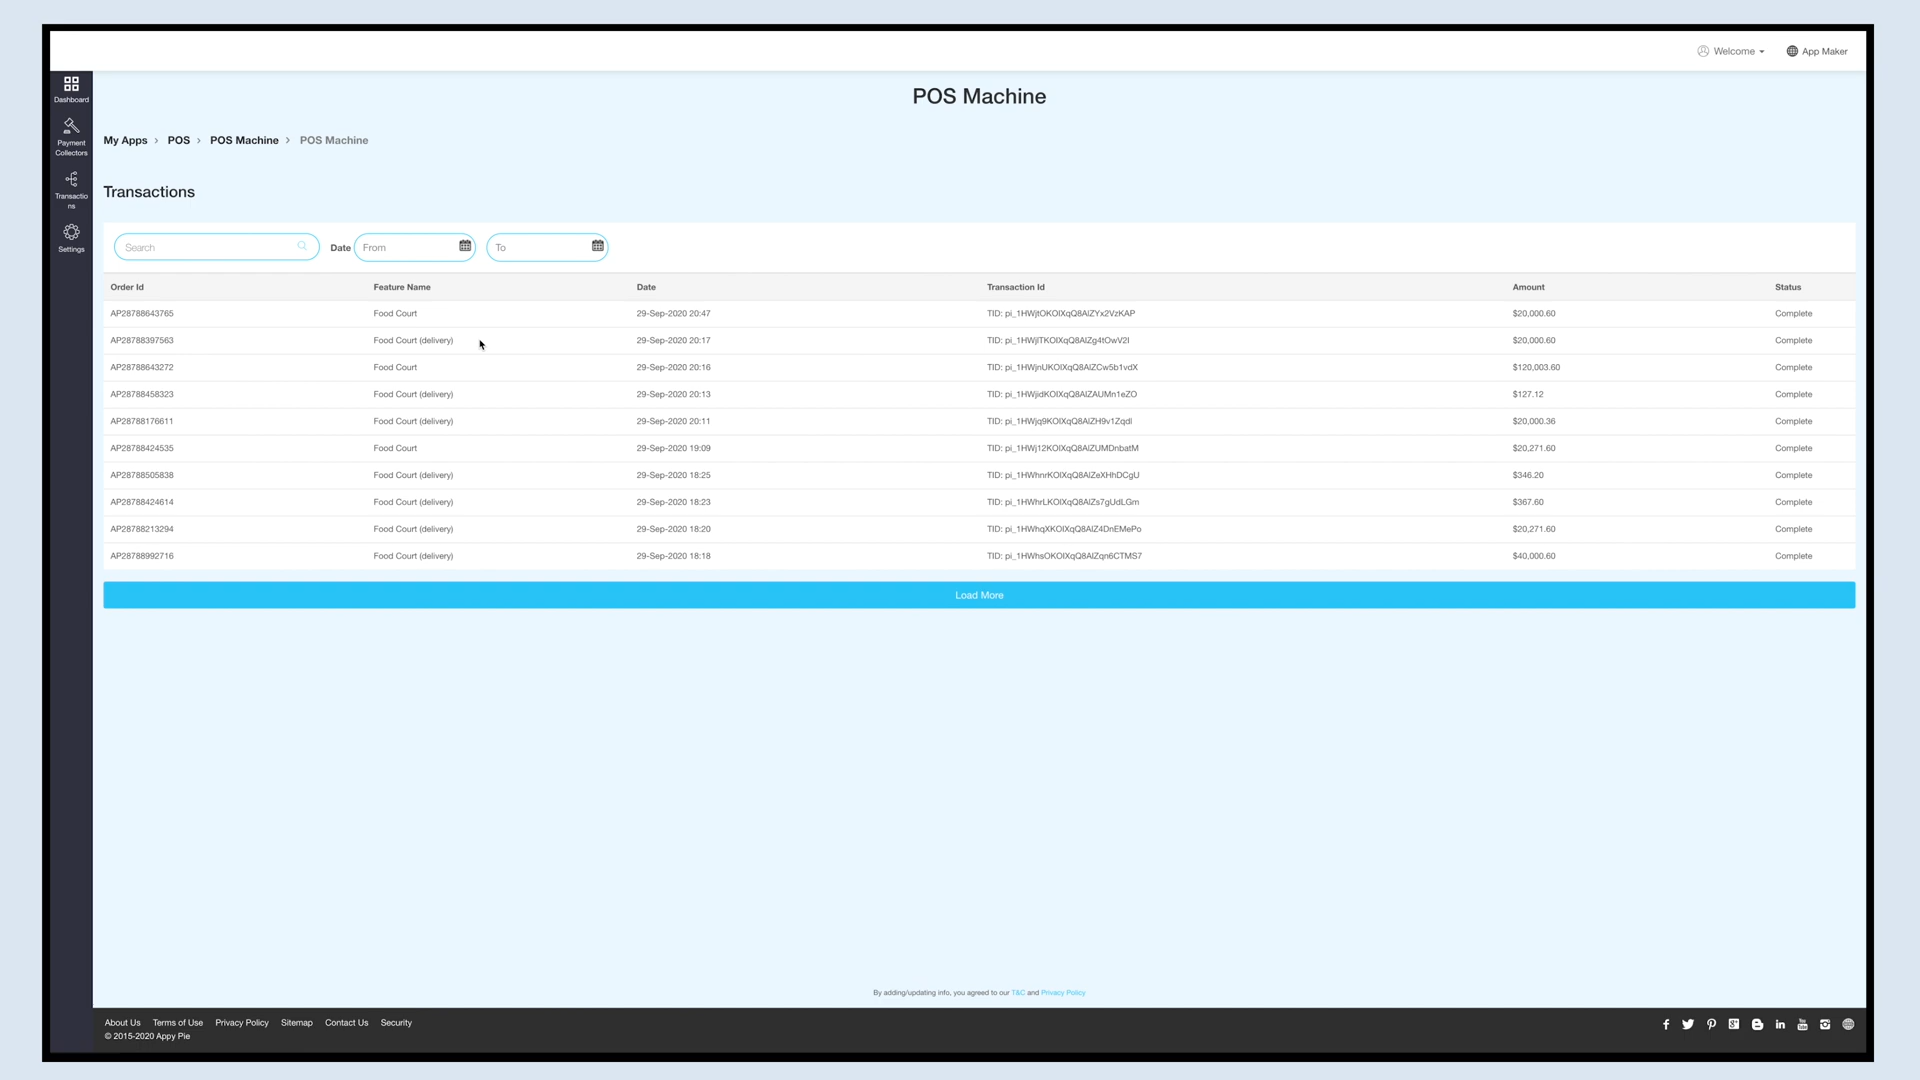 Welcome
App Maker
Dashboard
POS Machine
Payment
Collectors
My Apps > POS > POS Machine > POS Machine
Transactio
ns
Transactions
Settings
Search
Date From To
Order Id Feature Name Date Transaction Id Amount Status
AP28788643765 Food Court 29-Sep-2020 20:47 TID: pi_1HWjtOKOIXqQ8AlZYx2VzKAP $20,000.60 Complete
AP28788397563 Food Court (delivery) 29-Sep-2020 20:17 TID: pi_1HWjlTKOIXqQ8AlZg4tOwV2I $20,000.60 Complete
AP28788643272 Food Court 29-Sep-2020 20:16 TID: pi_1HWjnUKOIXqQ8AlZCw5b1vdX $120,003.60 Complete
AP28788458323 Food Court (delivery) 29-Sep-2020 20:13 TID: pi_1HWjidKOIXqQ8AlZAUMn1eZO $127.12 Complete
AP28788176611 Food Court (delivery) 29-Sep-2020 20:11 TID: pi_1HWjq9KOIXqQ8AlZH9v1Zqdl $20,000.36 Complete
AP28788424535 Food Court 29-Sep-2020 19:09 TID: pi_1HWj12KOIXqQ8AlZUMDnbatM $20,271.60 Complete
AP28788505838 Food Court (delivery) 29-Sep-2020 18:25 TID: pi_1HWhnrKOIXqQ8AlZeXHhDCgU $346.20 Complete
AP28788424614 Food Court (delivery) 29-Sep-2020 18:23 TID: pi_1HWhrLKOIXqQ8AlZs7gUdLGm $367.60 Complete
AP28788213294 Food Court (delivery) 29-Sep-2020 18:20 TID: pi_1HWhqXKOIXqQ8AlZ4DnEMePo $20,271.60 Complete
AP28788992716 Food Court (delivery) 29-Sep-2020 18:18 TID: pi_1HWhsOKOIXqQ8AlZqn6CTMS7 $40,000.60 Complete
Load More
By adding/updating info, you agreed to our T&C and Privacy Policy
About Us Terms of Use Privacy Policy Sitemap Contact Us Security
© 2015-2020 Appy Pie